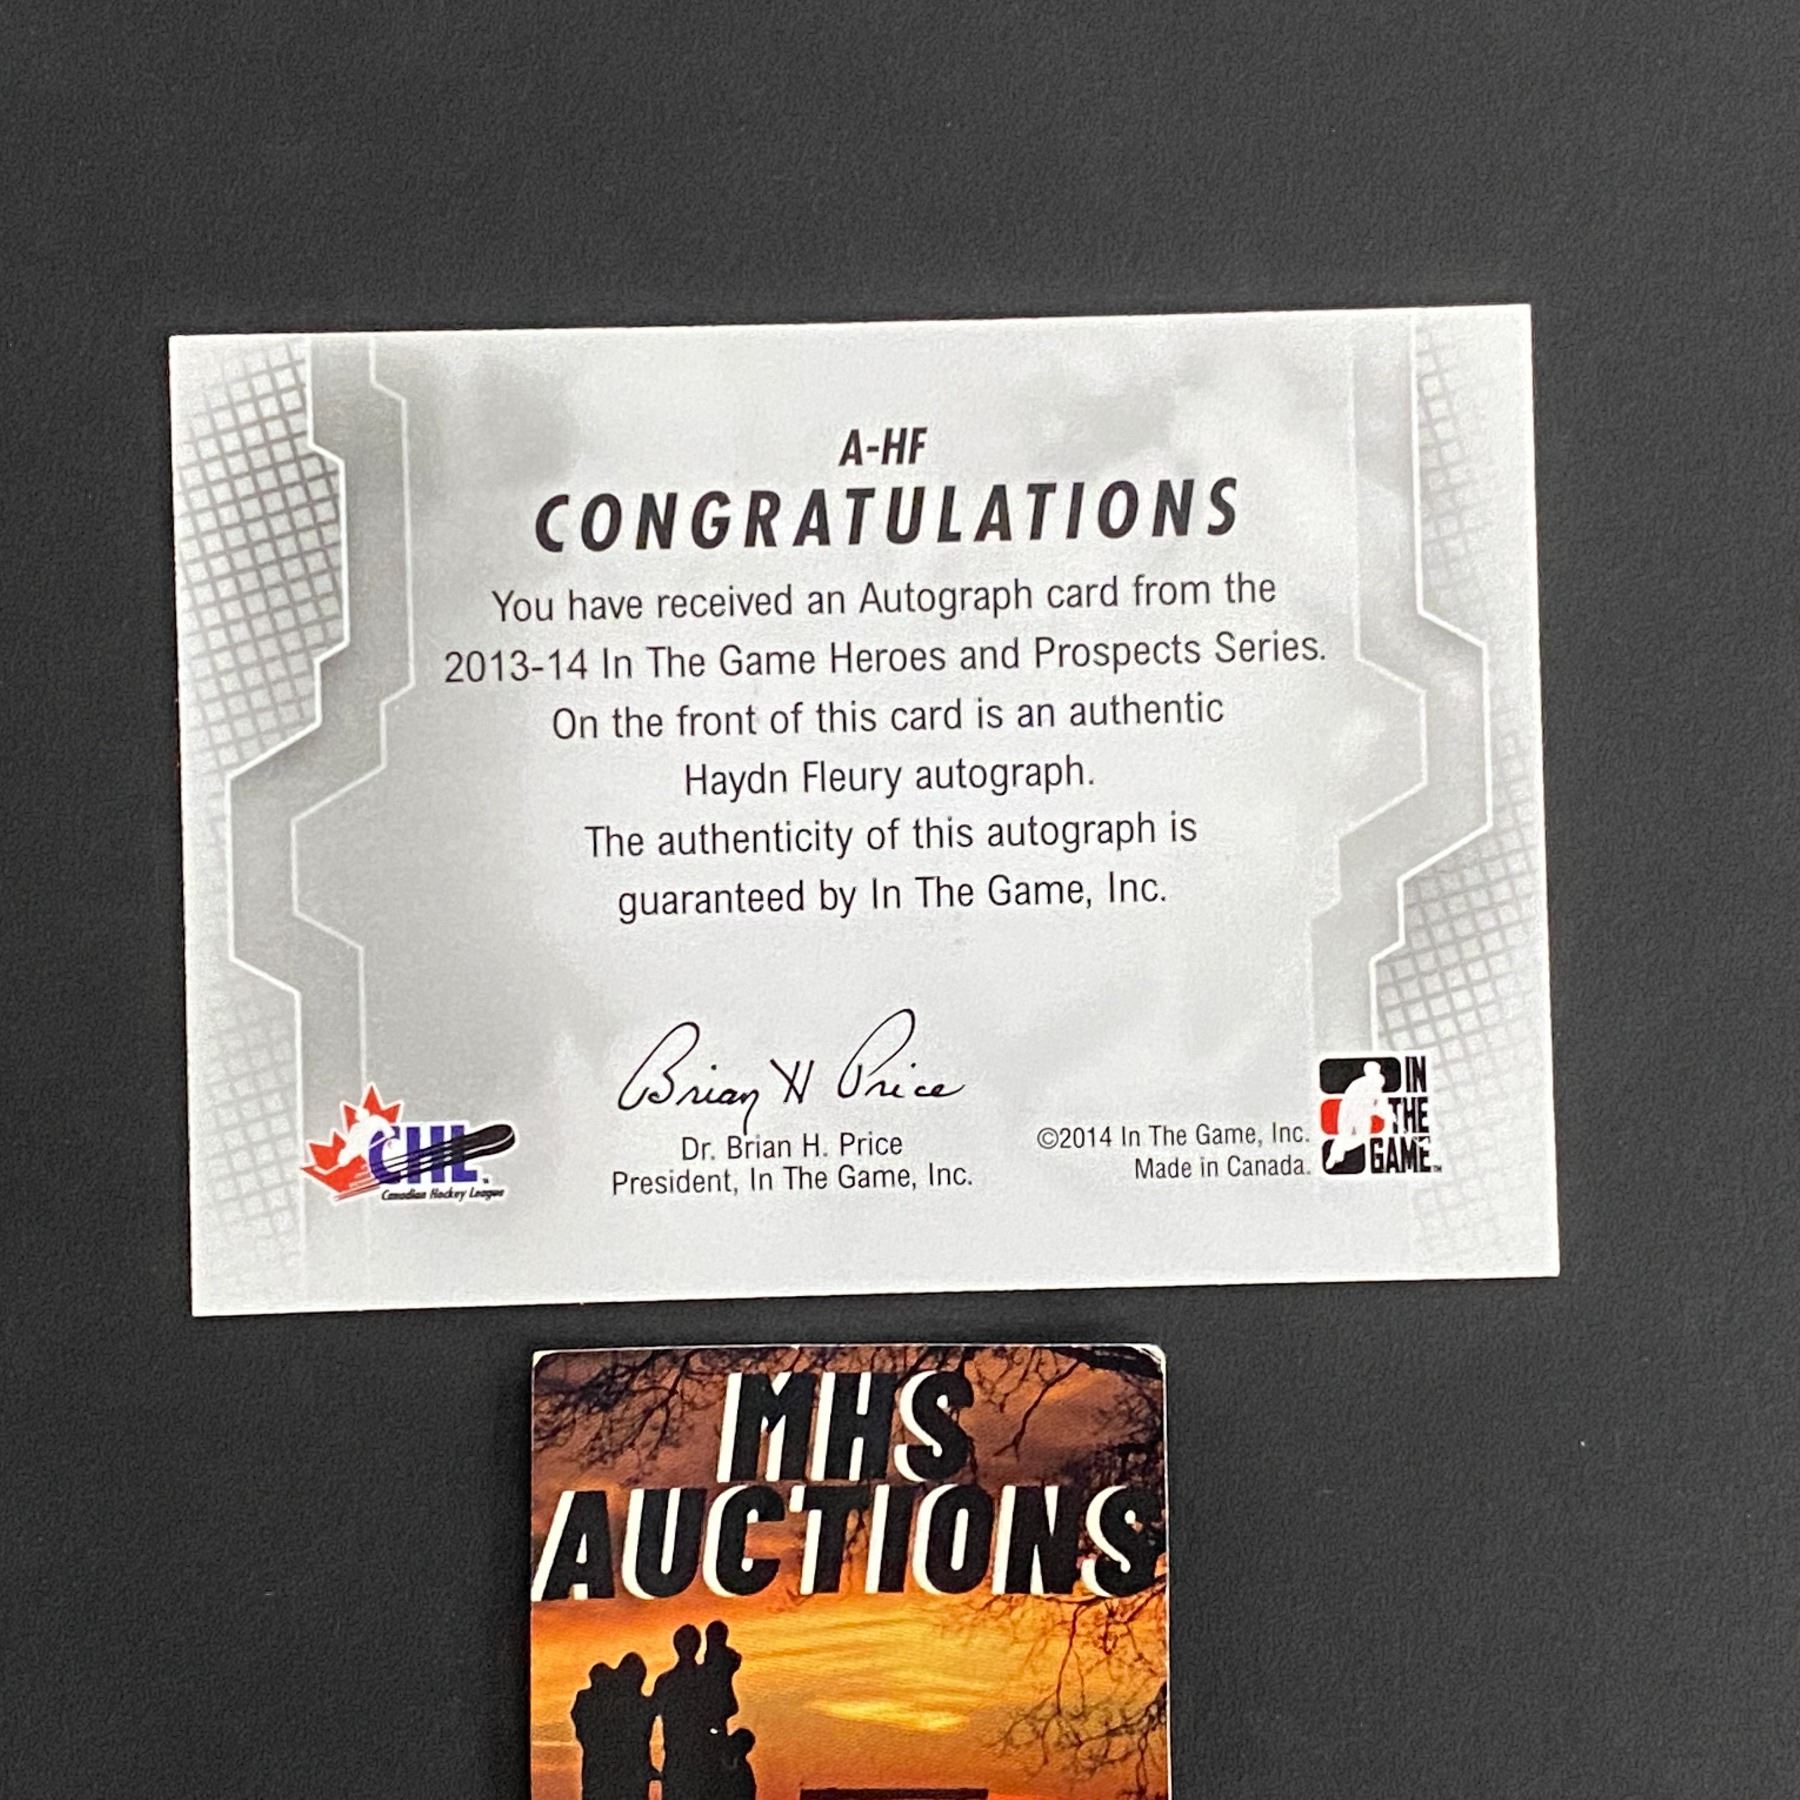 A-HF
CONGRATULATIONS
You have received an Autograph card from the
2013-14 In The Game Heroes and Prospects Series.
On the front of this card is an authentic
Haydn Fleury autograph.
The authenticity of this autograph is
guaranteed by In The Game, Inc.
Brian H Price
Dr. Brian H. Price
President, In The Game, Inc.
CHL.
Canadian Hockey League
©2014 In The Game, Inc.
Made in Canada.
IN
THE
GAME™
MHS
AUCTIONS